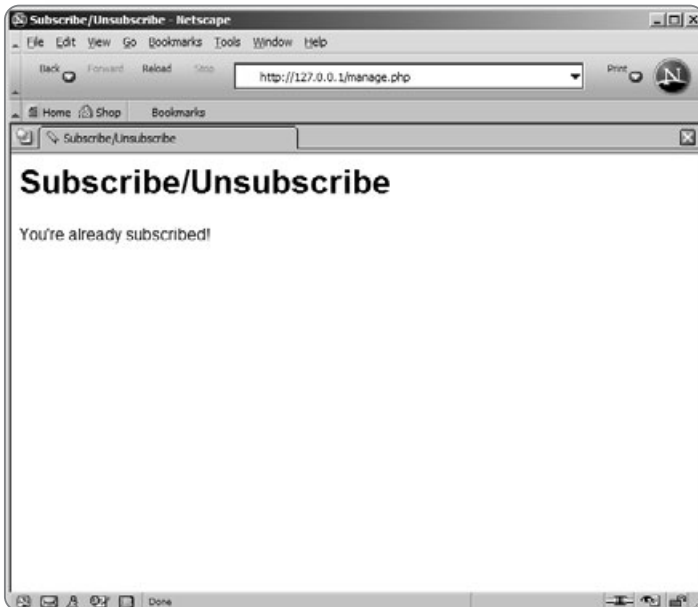 Subscribe/Unsubscribe - Netscape
File Edit View Go Bookmarks Tools Window Help
Back Forward Reload Stop http://127.0.0.1/manage.php Print N
Home Shop Bookmarks
Subscribe/Unsubscribe
Subscribe/Unsubscribe
You're already subscribed!
Done